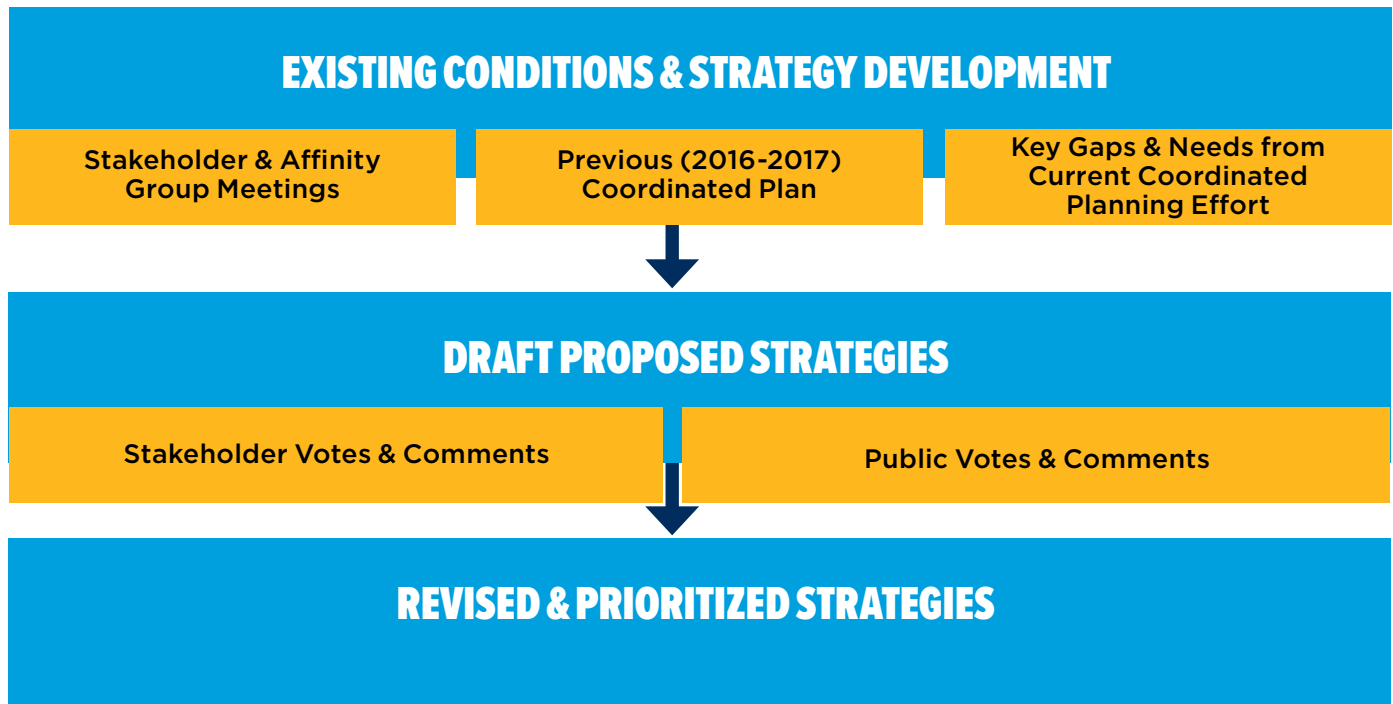 EXISTING CONDITIONS & STRATEGY DEVELOPMENT
Stakeholder & Affinity
Group Meetings
Previous (2016-2017)
Coordinated Plan
Key Gaps & Needs from
Current Coordinated
Planning Effort
DRAFT PROPOSED STRATEGIES
Stakeholder Votes & Comments
Public Votes & Comments
REVISED & PRIORITIZED STRATEGIES